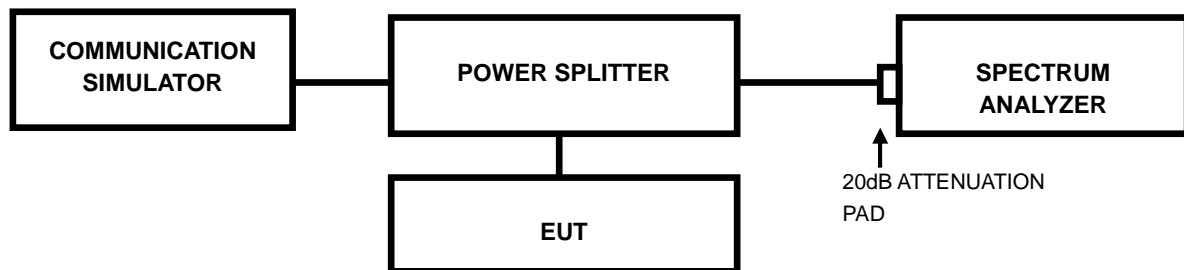 COMMUNICATION
SIMULATOR
POWER SPLITTER
SPECTRUM
ANALYZER
20dB ATTENUATION
PAD
EUT